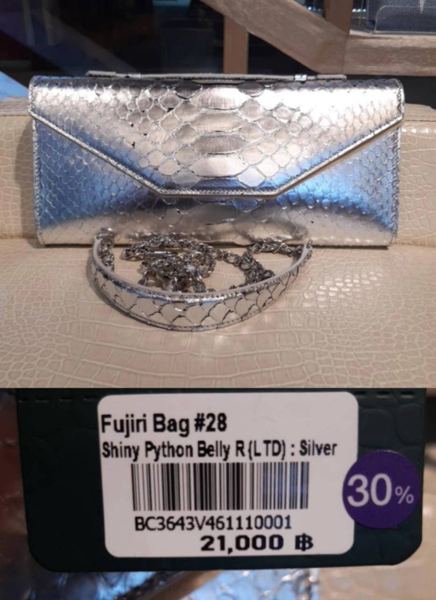 Fujiri Bag #28
Shiny Python Belly R (LTD) : Silver
30%
BC3643V461110001
21,000 ฿